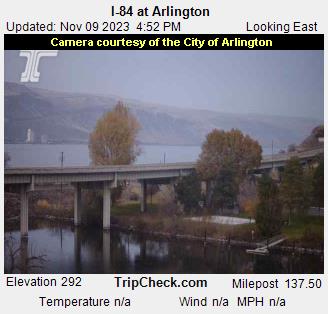 I-84 at Arlington
Updated: Nov 09 2023 4:52 PM Looking East
Camera courtesy of the City of Arlington
Elevation 292 TripCheck.com Milepost 137.50
Temperature n/a Wind n/a MPH n/a